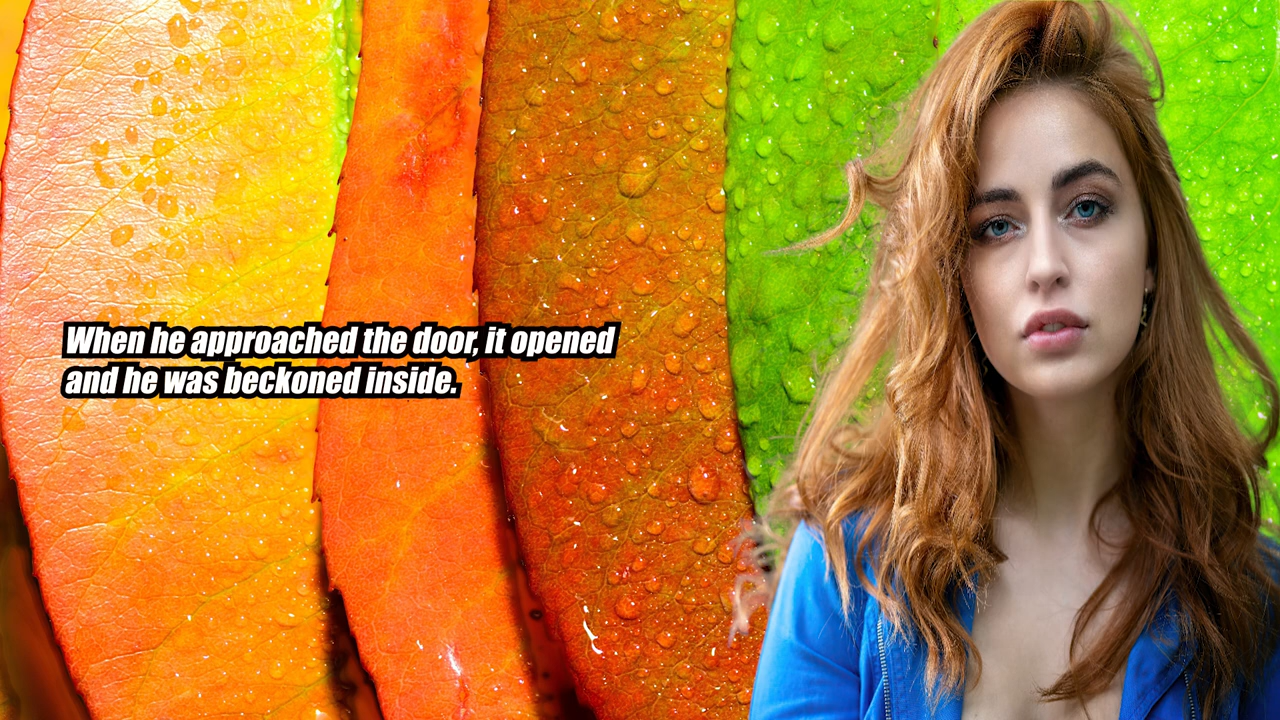 When he approached the door, it opened
and he was beckoned inside.